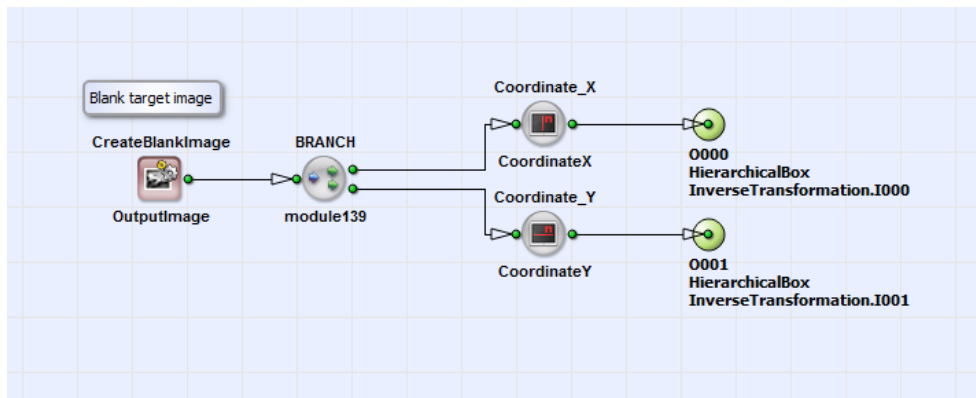 Blank target image
CreateBlankImage
OutputImage
BRANCH
module139
Coordinate_X
CoordinateX
O000
HierarchicalBox
InverseTransformation.I000
Coordinate_Y
CoordinateY
O001
HierarchicalBox
InverseTransformation.I001